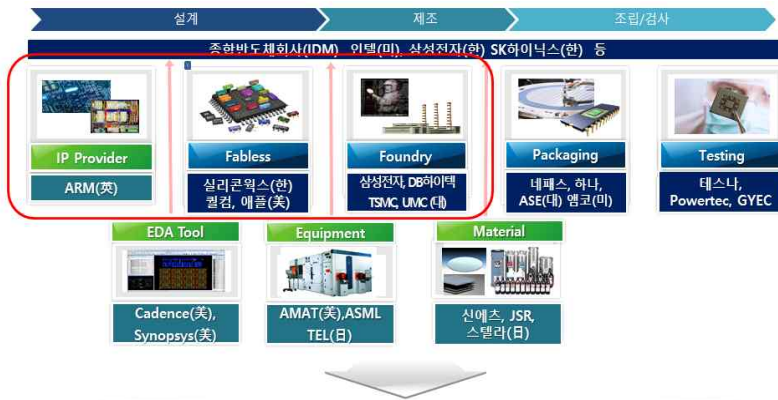 설계
제조
조립/검사
종합반도체회사(IDM) 인텔(미), 삼성전자(한) SK하이닉스(한) 등
IP Provider
ARM(英)
Fabless
실리콘웍스(한)
퀄컴, 애플(美)
Foundry
삼성전자, DB하이텍
TSMC, UMC (대)
Packaging
네패스, 하나,
ASE(대) 앰코(미)
Testing
테스나,
Powertec, GYEC
EDA Tool
Cadence(美),
Synopsys(美)
Equipment
AMAT(美),ASML
TEL(日)
Material
신에츠, JSR,
스텔라(日)